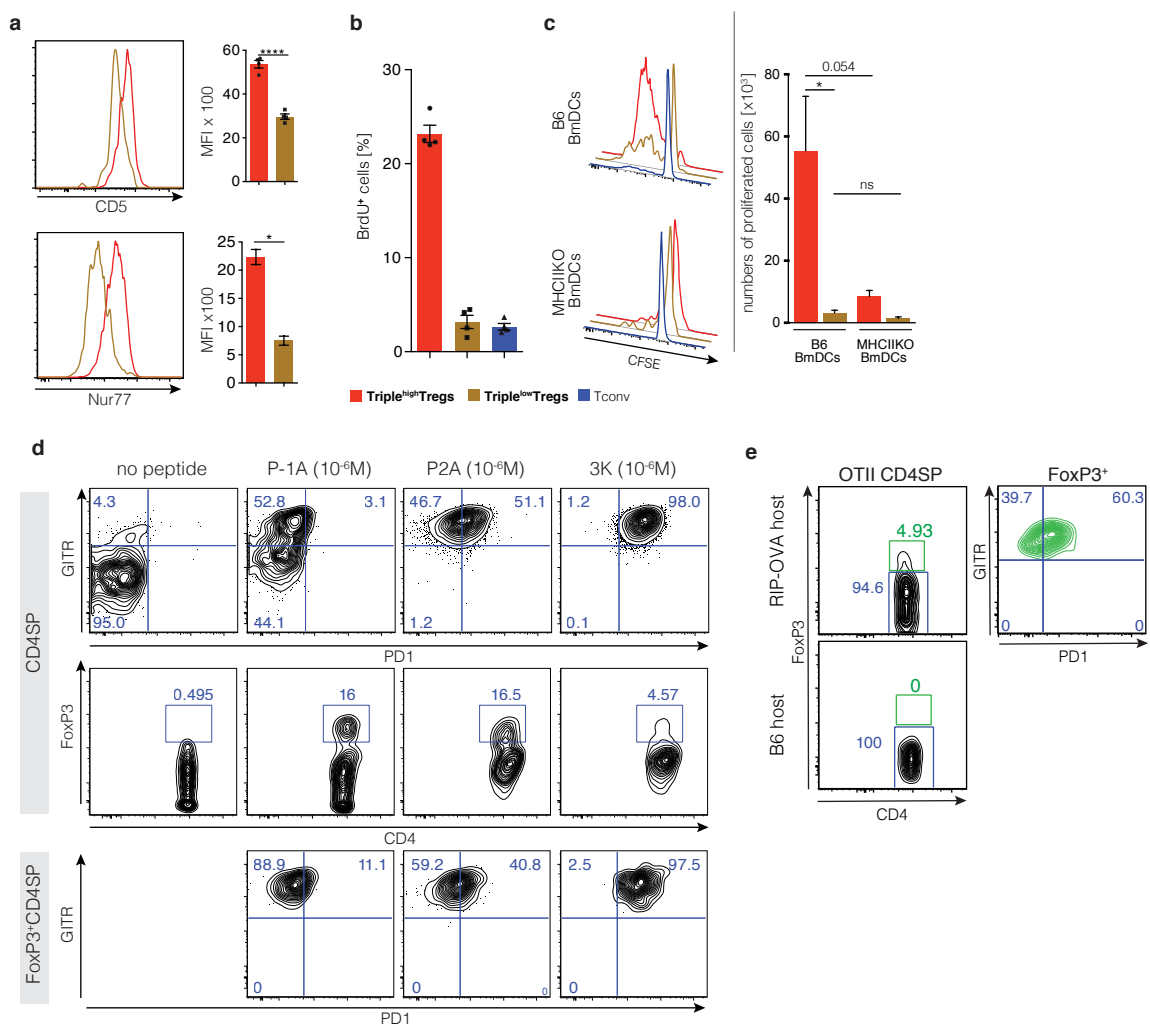 a
MFI x 100
60
40
20
0
****
CD5
MFI x100
25
20
15
10
5
0
*
Nur77
b
BrdU⁺ cells [%]
30
20
10
0
c
B6
BmDCs
MHCIIKO
BmDCs
CFSE
numbers of proliferated cells [x10³]
80
60
40
20
0
0.054
*
ns
B6
BmDCs
MHCIIKO
BmDCs
TripleʰⁱᵍʰTregs
TripleˡᵒʷTregs
Tconv
d
no peptide
P-1A (10⁻⁶M)
P2A (10⁻⁶M)
3K (10⁻⁶M)
CD4SP
GITR
4.3
95.0
52.8
3.1
44.1
46.7
51.1
1.2
1.2
98.0
0.1
PD1
FoxP3
0.495
16
16.5
4.57
CD4
FoxP3⁺CD4SP
GITR
88.9
11.1
0
59.2
40.8
0
0
2.5
97.5
0
PD1
e
OTII CD4SP
FoxP3⁺
RIP-OVA host
4.93
94.6
GITR
39.7
60.3
0
0
PD1
FoxP3
B6 host
0
100
CD4